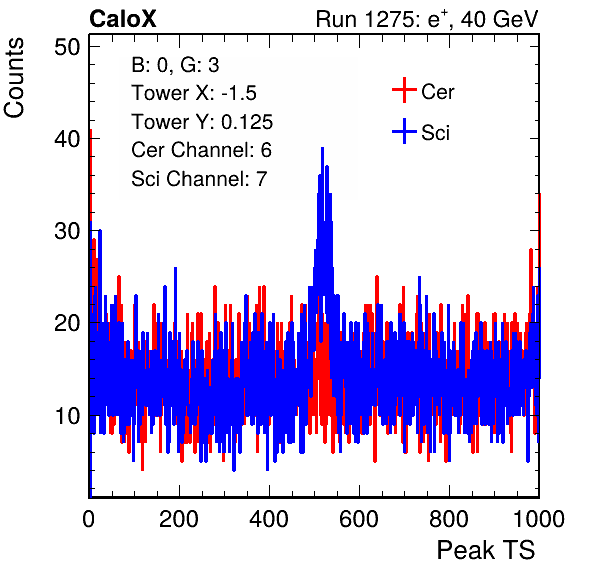 CaloX Run 1275: e⁺, 40 GeV
Counts
B: 0, G: 3
Tower X: -1.5
Tower Y: 0.125
Cer Channel: 6
Sci Channel: 7
Cer
Sci
50
40
30
20
10
0 200 400 600 800 1000
Peak TS